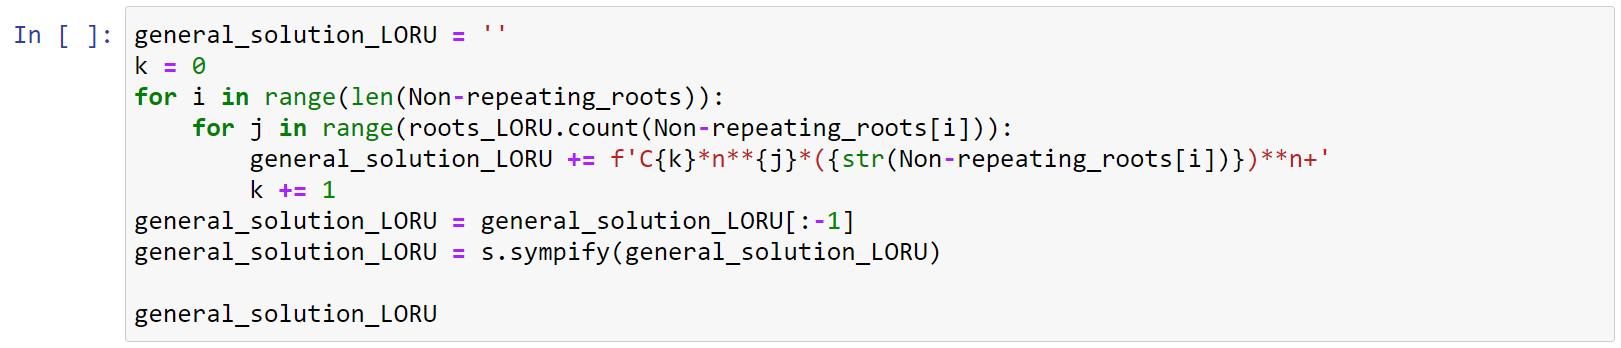 In [ ]: general_solution_LORU = ''
k = 0
for i in range(len(Non-repeating_roots)):
    for j in range(roots_LORU.count(Non-repeating_roots[i])):
        general_solution_LORU += f'C{k}*n**{j}*({str(Non-repeating_roots[i])})**n+'
        k += 1
general_solution_LORU = general_solution_LORU[:-1]
general_solution_LORU = s.sympify(general_solution_LORU)

general_solution_LORU